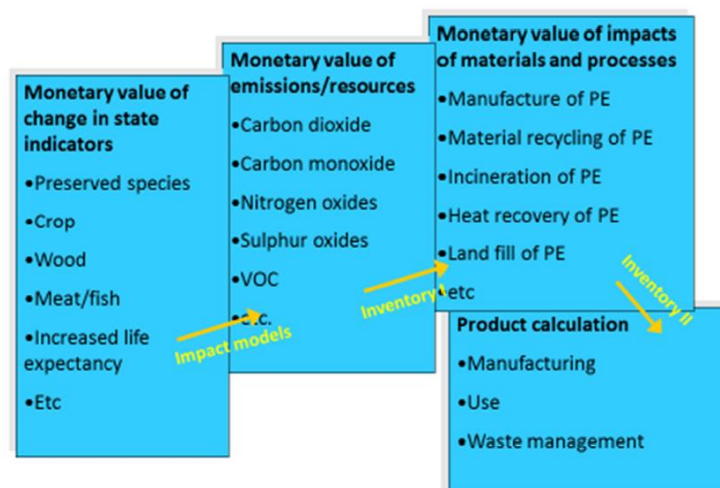 Monetary value of
change in state
indicators
•Preserved species
•Crop
•Wood
•Meat/fish
•Increased life
expectancy
•Etc
Impact models
Monetary value of
emissions/resources
•Carbon dioxide
•Carbon monoxide
•Nitrogen oxides
•Sulphur oxides
•VOC
•etc.
Inventory I
Monetary value of impacts
of materials and processes
•Manufacture of PE
•Material recycling of PE
•Incineration of PE
•Heat recovery of PE
•Land fill of PE
•etc
Inventory II
Product calculation
•Manufacturing
•Use
•Waste management